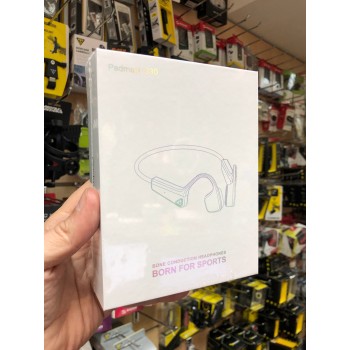 BONE CONDUCTION HEADPHONES
BORN FOR SPORTS